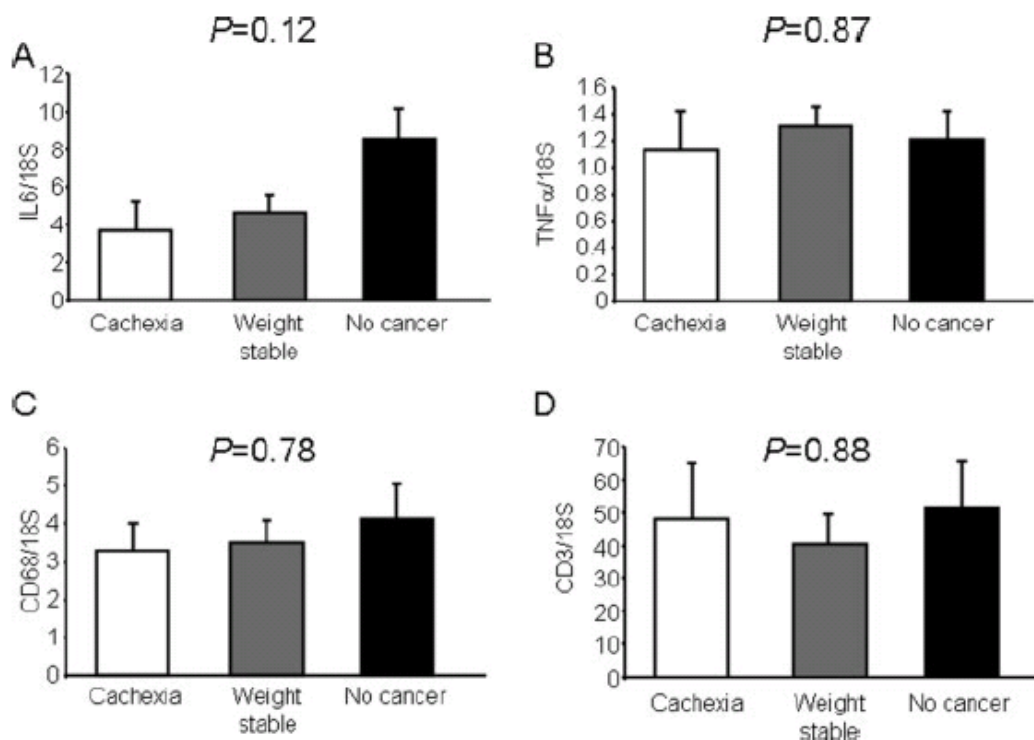 A
P=0.12
IL6/18S
12
10
8
6
4
2
0
Cachexia
Weight
stable
No cancer
B
P=0.87
TNFα/18S
1.6
1.4
1.2
1.0
0.8
0.6
0.4
0.2
0
Cachexia
Weight
stable
No cancer
C
P=0.78
CD68/18S
6
5
4
3
2
1
0
Cachexia
Weight
stable
No cancer
D
P=0.88
CD3/18S
70
60
50
40
30
20
10
0
Cachexia
Weight
stable
No cancer